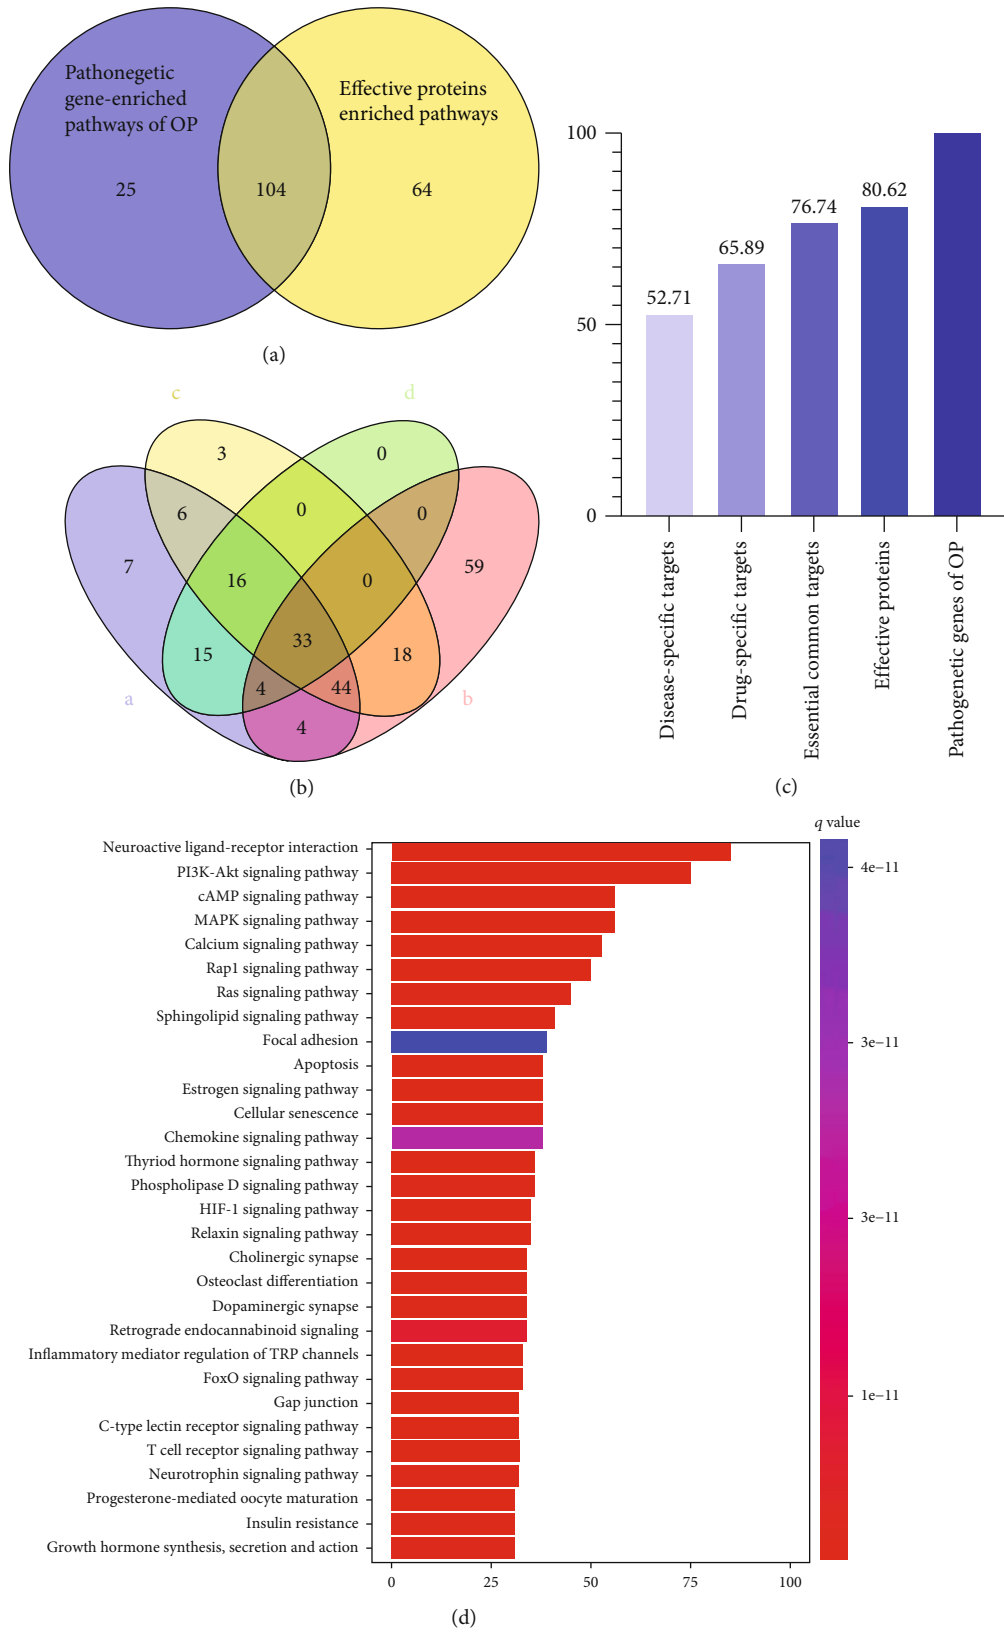 Pathonegetic
gene-enriched
pathways of OP
Effective proteins
enriched pathways
25
104
64
(a)
c
d
3
0
6
0
0
7
16
0
59
33
15
18
4
44
a
b
4
(b)
100
50
0
52.71
65.89
76.74
80.62
Disease-specific targets
Drug-specific targets
Essential common targets
Effective proteins
Pathogenetic genes of OP
(c)
q value
4e–11
3e–11
3e–11
1e–11
Neuroactive ligand-receptor interaction
PI3K-Akt signaling pathway
cAMP signaling pathway
MAPK signaling pathway
Calcium signaling pathway
Rap1 signaling pathway
Ras signaling pathway
Sphingolipid signaling pathway
Focal adhesion
Apoptosis
Estrogen signaling pathway
Cellular senescence
Chemokine signaling pathway
Thyriod hormone signaling pathway
Phospholipase D signaling pathway
HIF-1 signaling pathway
Relaxin signaling pathway
Cholinergic synapse
Osteoclast differentiation
Dopaminergic synapse
Retrograde endocannabinoid signaling
Inflammatory mediator regulation of TRP channels
FoxO signaling pathway
Gap junction
C-type lectin receptor signaling pathway
T cell receptor signaling pathway
Neurotrophin signaling pathway
Progesterone-mediated oocyte maturation
Insulin resistance
Growth hormone synthesis, secretion and action
0
25
50
75
100
(d)